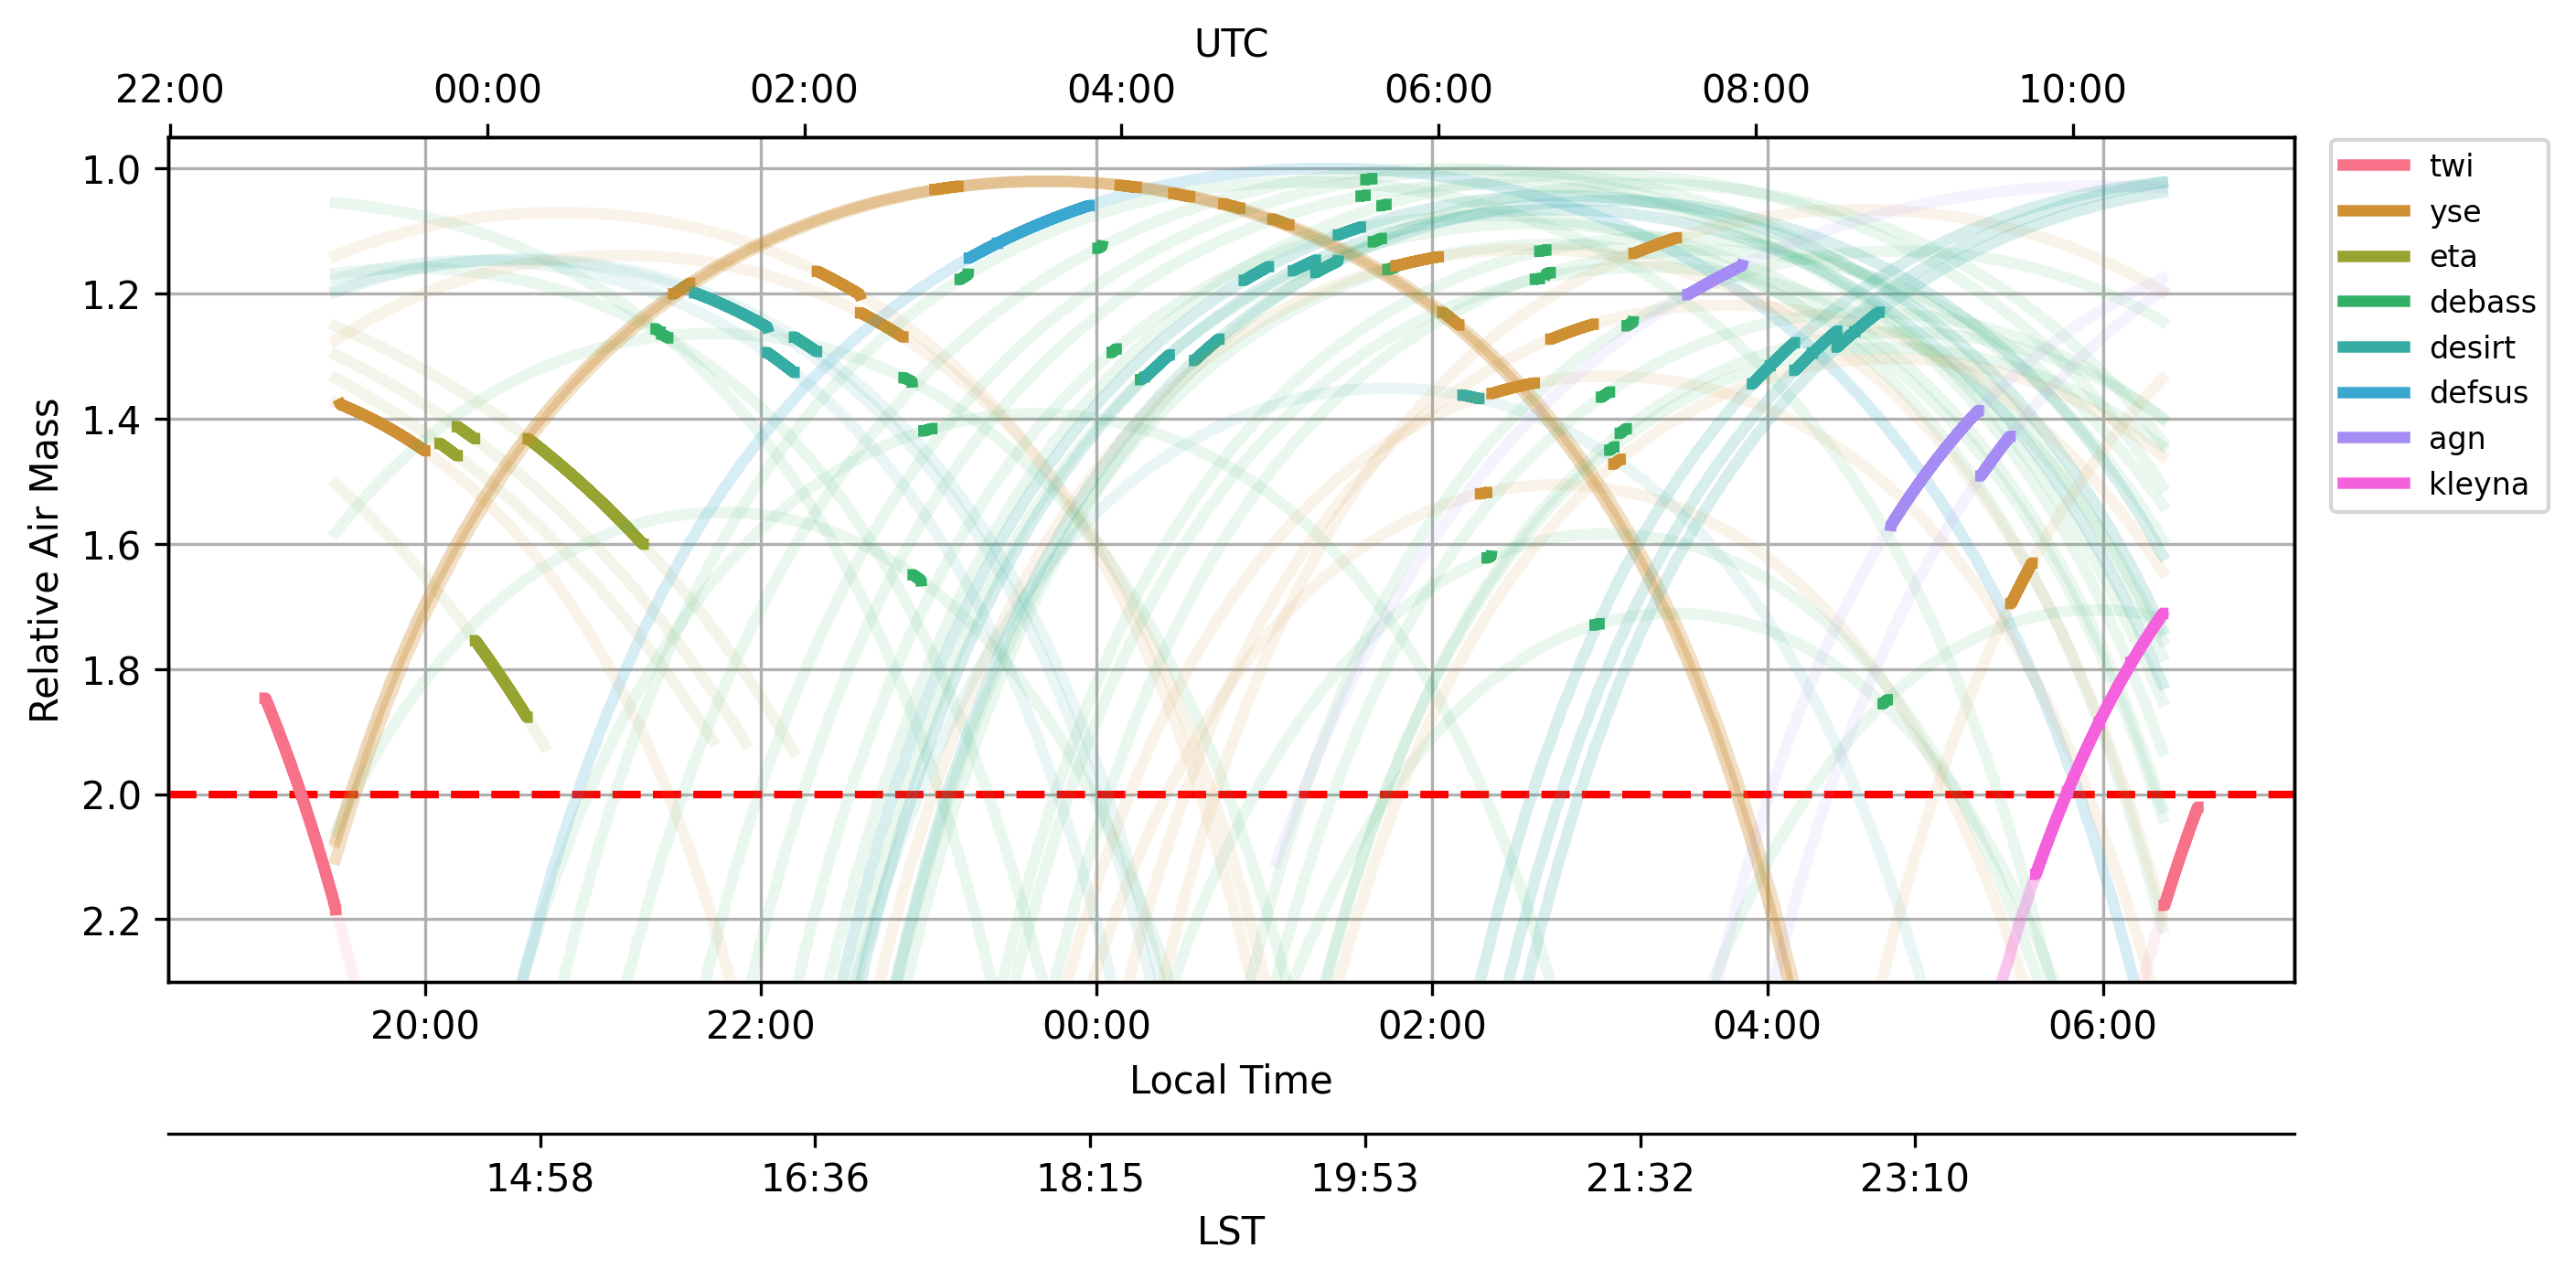 UTC
22:00 00:00 02:00 04:00 06:00 08:00 10:00
Relative Air Mass
1.0
1.2
1.4
1.6
1.8
2.0
2.2
twi
yse
eta
debass
desirt
defsus
agn
kleyna
20:00 22:00 00:00 02:00 04:00 06:00
Local Time
14:58 16:36 18:15 19:53 21:32 23:10
LST